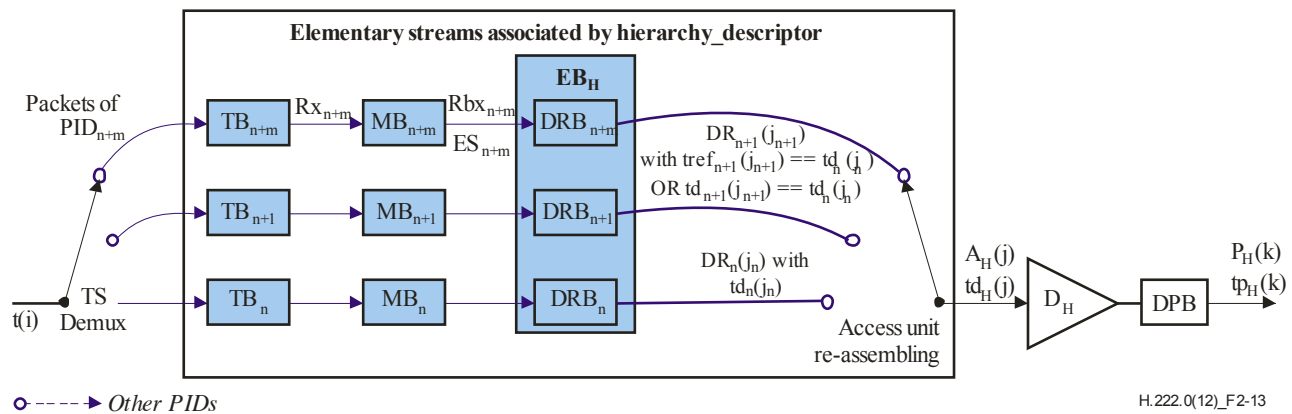 Elementary streams associated by hierarchy_descriptor
EB_H
Packets of
PID_n+m
TB_n+m
Rx_n+m
MB_n+m
Rbx_n+m
ES_n+m
DRB_n+m
DR_n+1(j_n+1)
with tref_n+1(j_n+1) == td_n(j_n)
OR td_n+1(j_n+1) == td_n(j_n)
TB_n+1
MB_n+1
DRB_n+1
DR_n(j_n) with
td_n(j_n)
TB_n
MB_n
DRB_n
t(i)
TS
Demux
Access unit
re-assembling
A_H(j)
td_H(j)
D_H
DPB
P_H(k)
tp_H(k)
Other PIDs
H.222.0(12)_F2-13